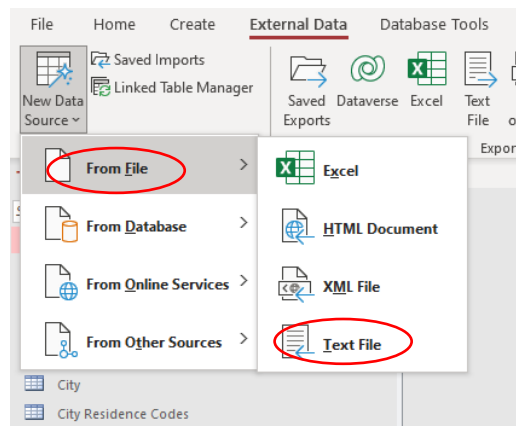 File Home Create External Data Database Tools
New Data Source
Saved Imports
Linked Table Manager
Saved Exports
Dataverse
Excel
Text File
Expor
From File
From Database
From Online Services
From Other Sources
Excel
HTML Document
XML File
Text File
City
City Residence Codes